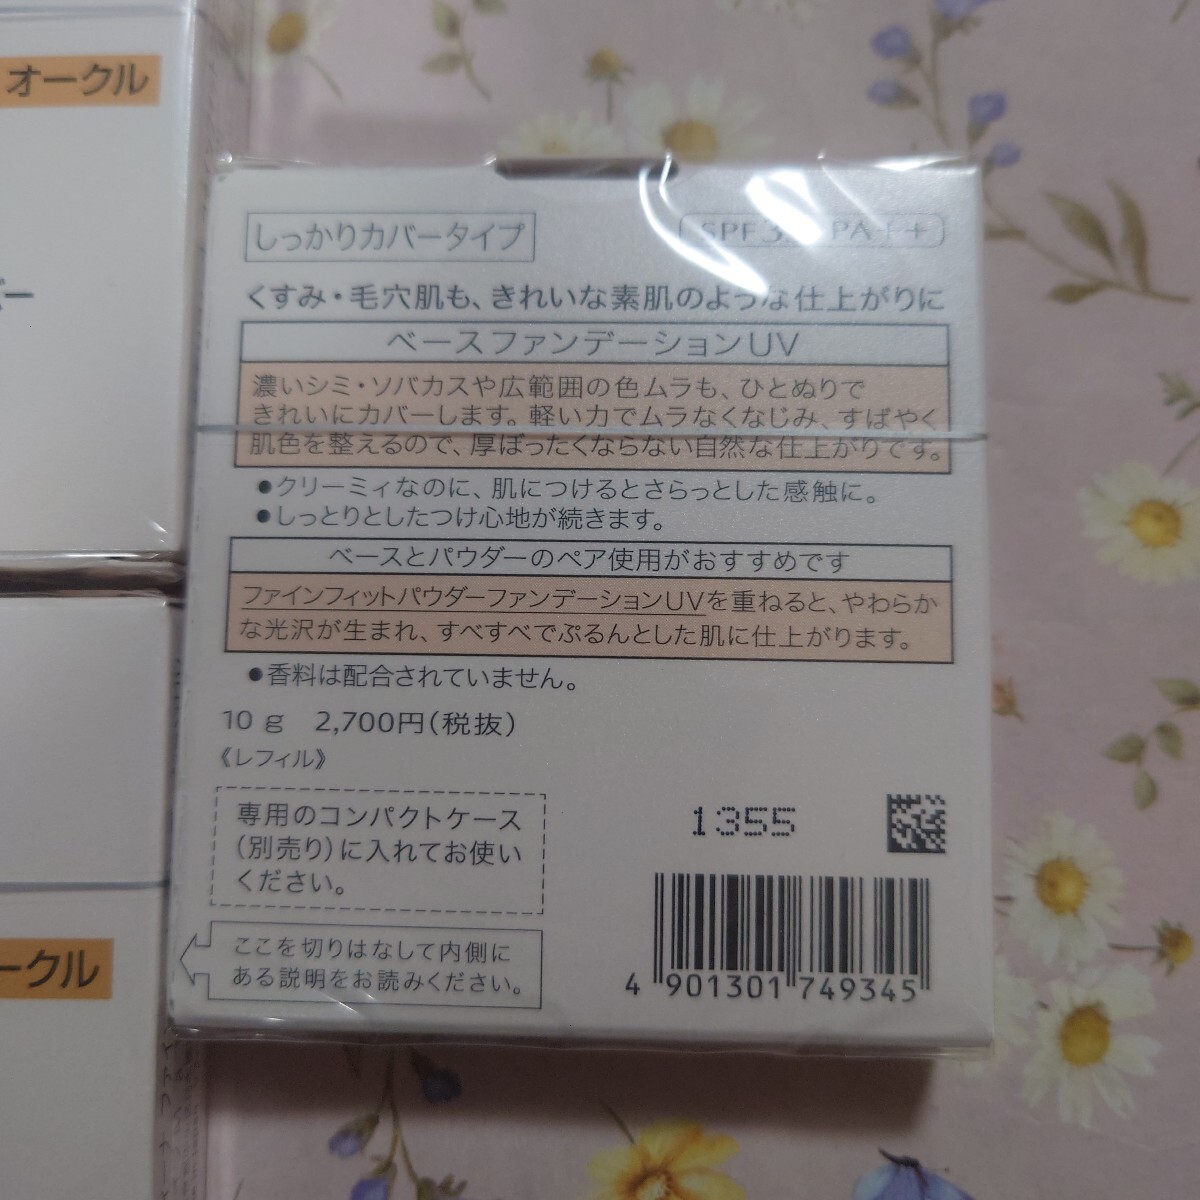 オークル
しっかりカバータイプ
PA++
くすみ・毛穴肌も、きれいな素肌のような仕上がりに
ベースファンデーションUV
濃いシミ・ソバカスや広範囲の色ムラも、ひとぬりで
きれいにカバーします。軽い力でムラなくなじみ、すばやく
肌色を整えるので、厚ぼったくならない自然な仕上がりです。
●クリーミィなのに、肌につけるとさらっとした感触に。
●しっとりとしたつけ心地が続きます。
ベースとパウダーのペア使用がおすすめです
ファインフィットパウダーファンデーションUVを重ねると、やわらか
な光沢が生まれ、すべすべでぷるんとした肌に仕上がります。
●香料は配合されていません。
10 g 2,700円(税抜)
《レフィル》
専用のコンパクトケース
(別売り)に入れてお使い
ください。
1355
ここを切りはなして内側に
ある説明をお読みください。
4 901301 749345
ークル